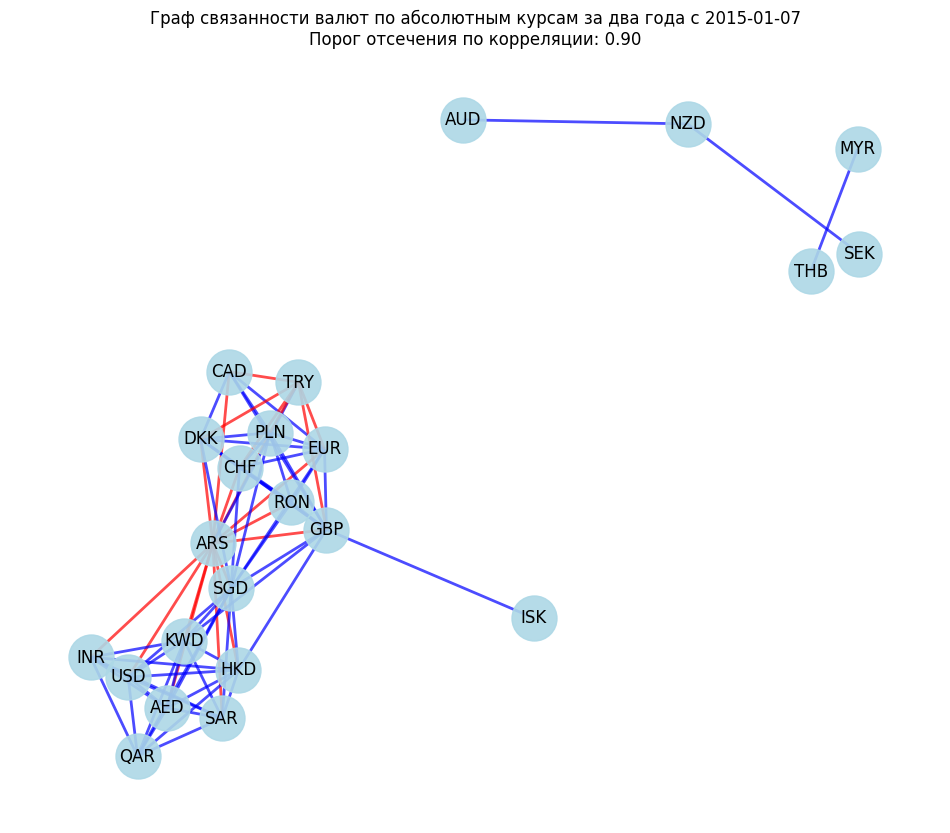 Граф связанности валют по абсолютным курсам за два года с 2015-01-07
Порог отсечения по корреляции: 0.90
AUD
NZD
MYR
SEK
THB
CAD
TRY
PLN
DKK
EUR
CHF
RON
GBP
ARS
SGD
ISK
KWD
INR
HKD
USD
AED
SAR
QAR